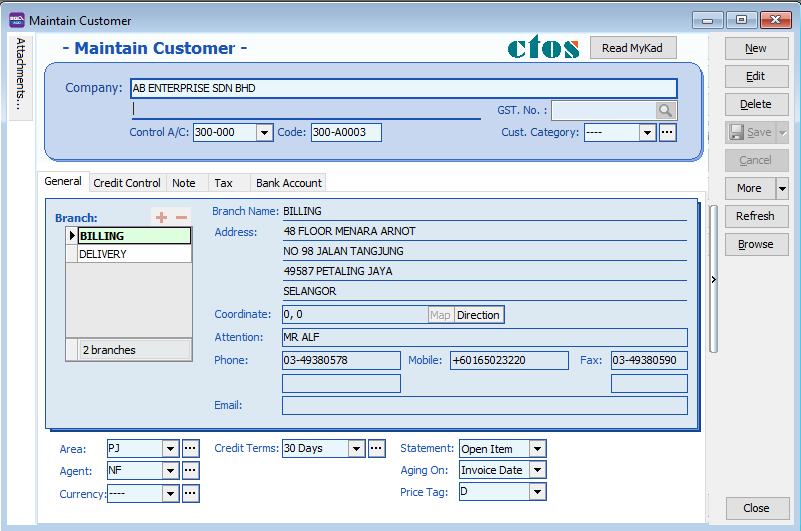 Maintain Customer
Attachments...
- Maintain Customer -
ctos
Read MyKad
Company: AB ENTERPRISE SDN BHD
GST. No. :
Control A/C: 300-000 Code: 300-A0003 Cust. Category: ---- ...
New
Edit
Delete
Save
Cancel
More
Refresh
Browse
General Credit Control Note Tax Bank Account
Branch:
BILLING
DELIVERY
2 branches
Branch Name: BILLING
Address: 48 FLOOR MENARA ARNOT
NO 98 JALAN TANGJUNG
49587 PETALING JAYA
SELANGOR
Coordinate: 0, 0 Map Direction
Attention: MR ALF
Phone: 03-49380578 Mobile: +60165023220 Fax: 03-49380590
Email:
Area: PJ ... Credit Terms: 30 Days ... Statement: Open Item
Agent: NF ... Aging On: Invoice Date
Currency: ---- ... Price Tag: D
Close